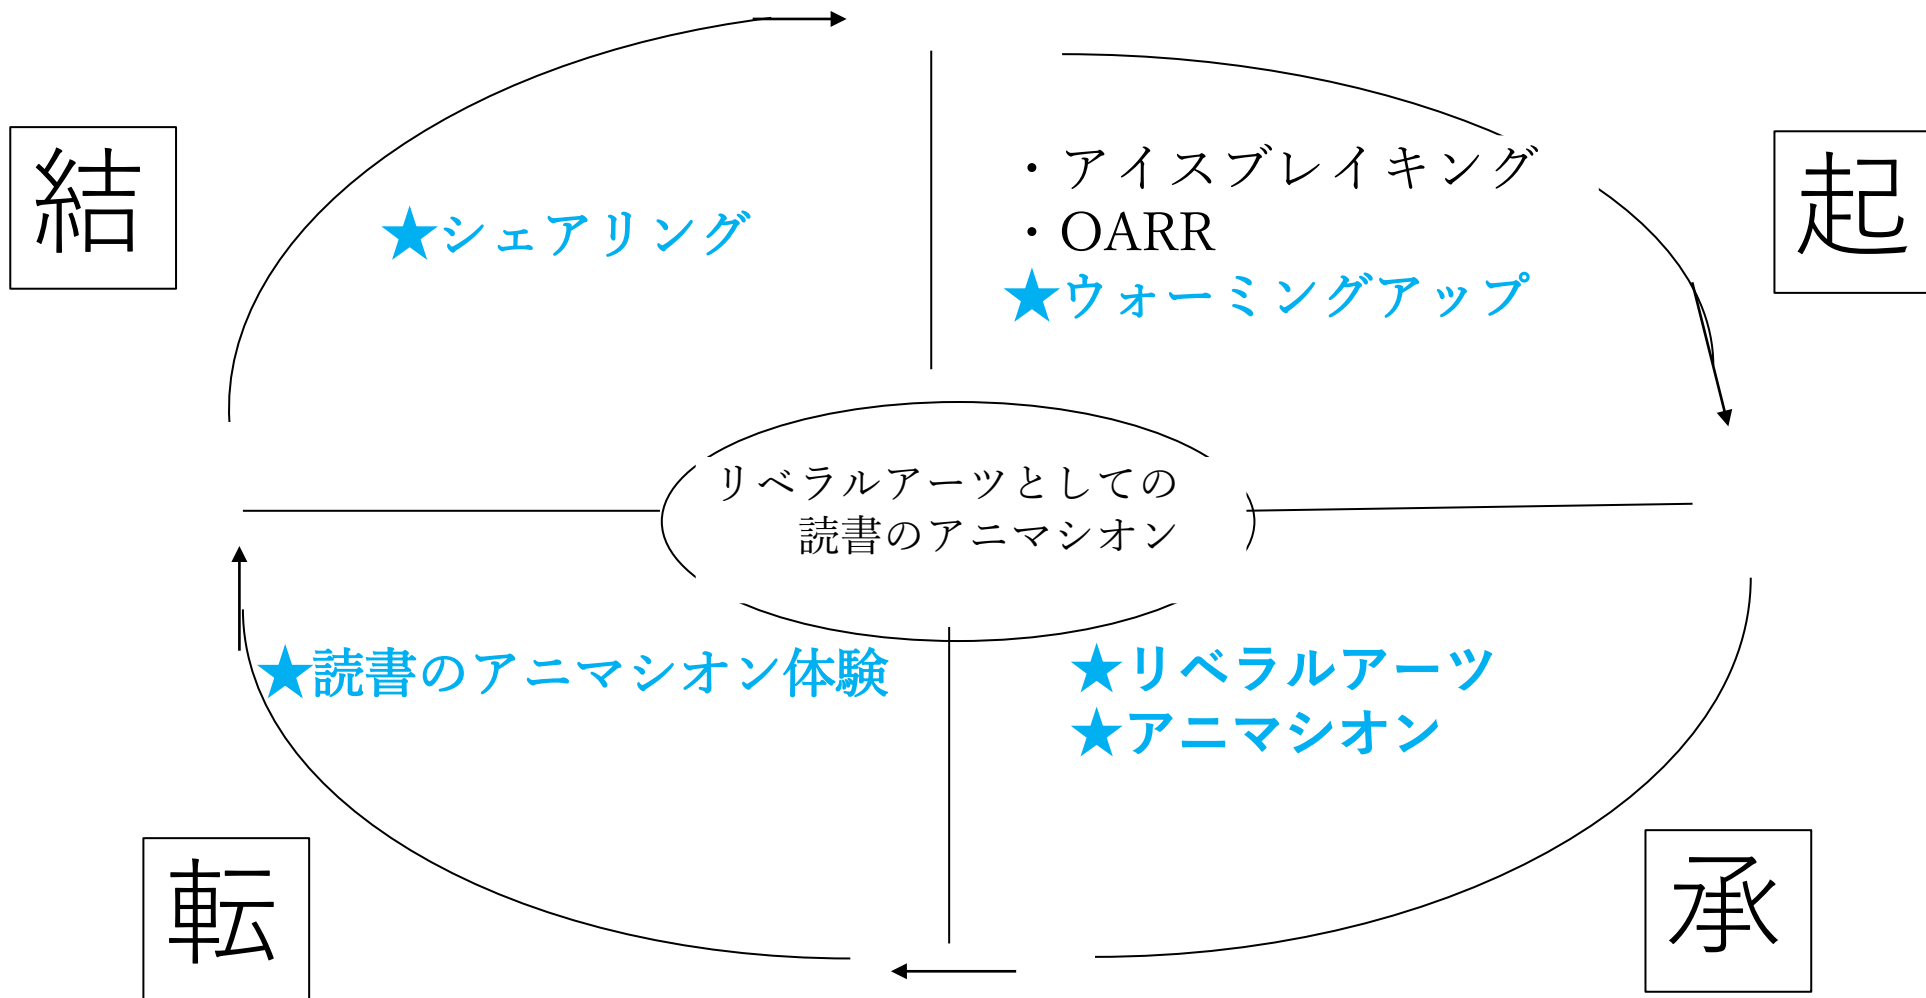 結
起
・アイスブレイキング
・OARR
★ウォーミングアップ
★シェアリング
リベラルアーツとしての
読書のアニマシオン
★読書のアニマシオン体験
★リベラルアーツ
★アニマシオン
転
承